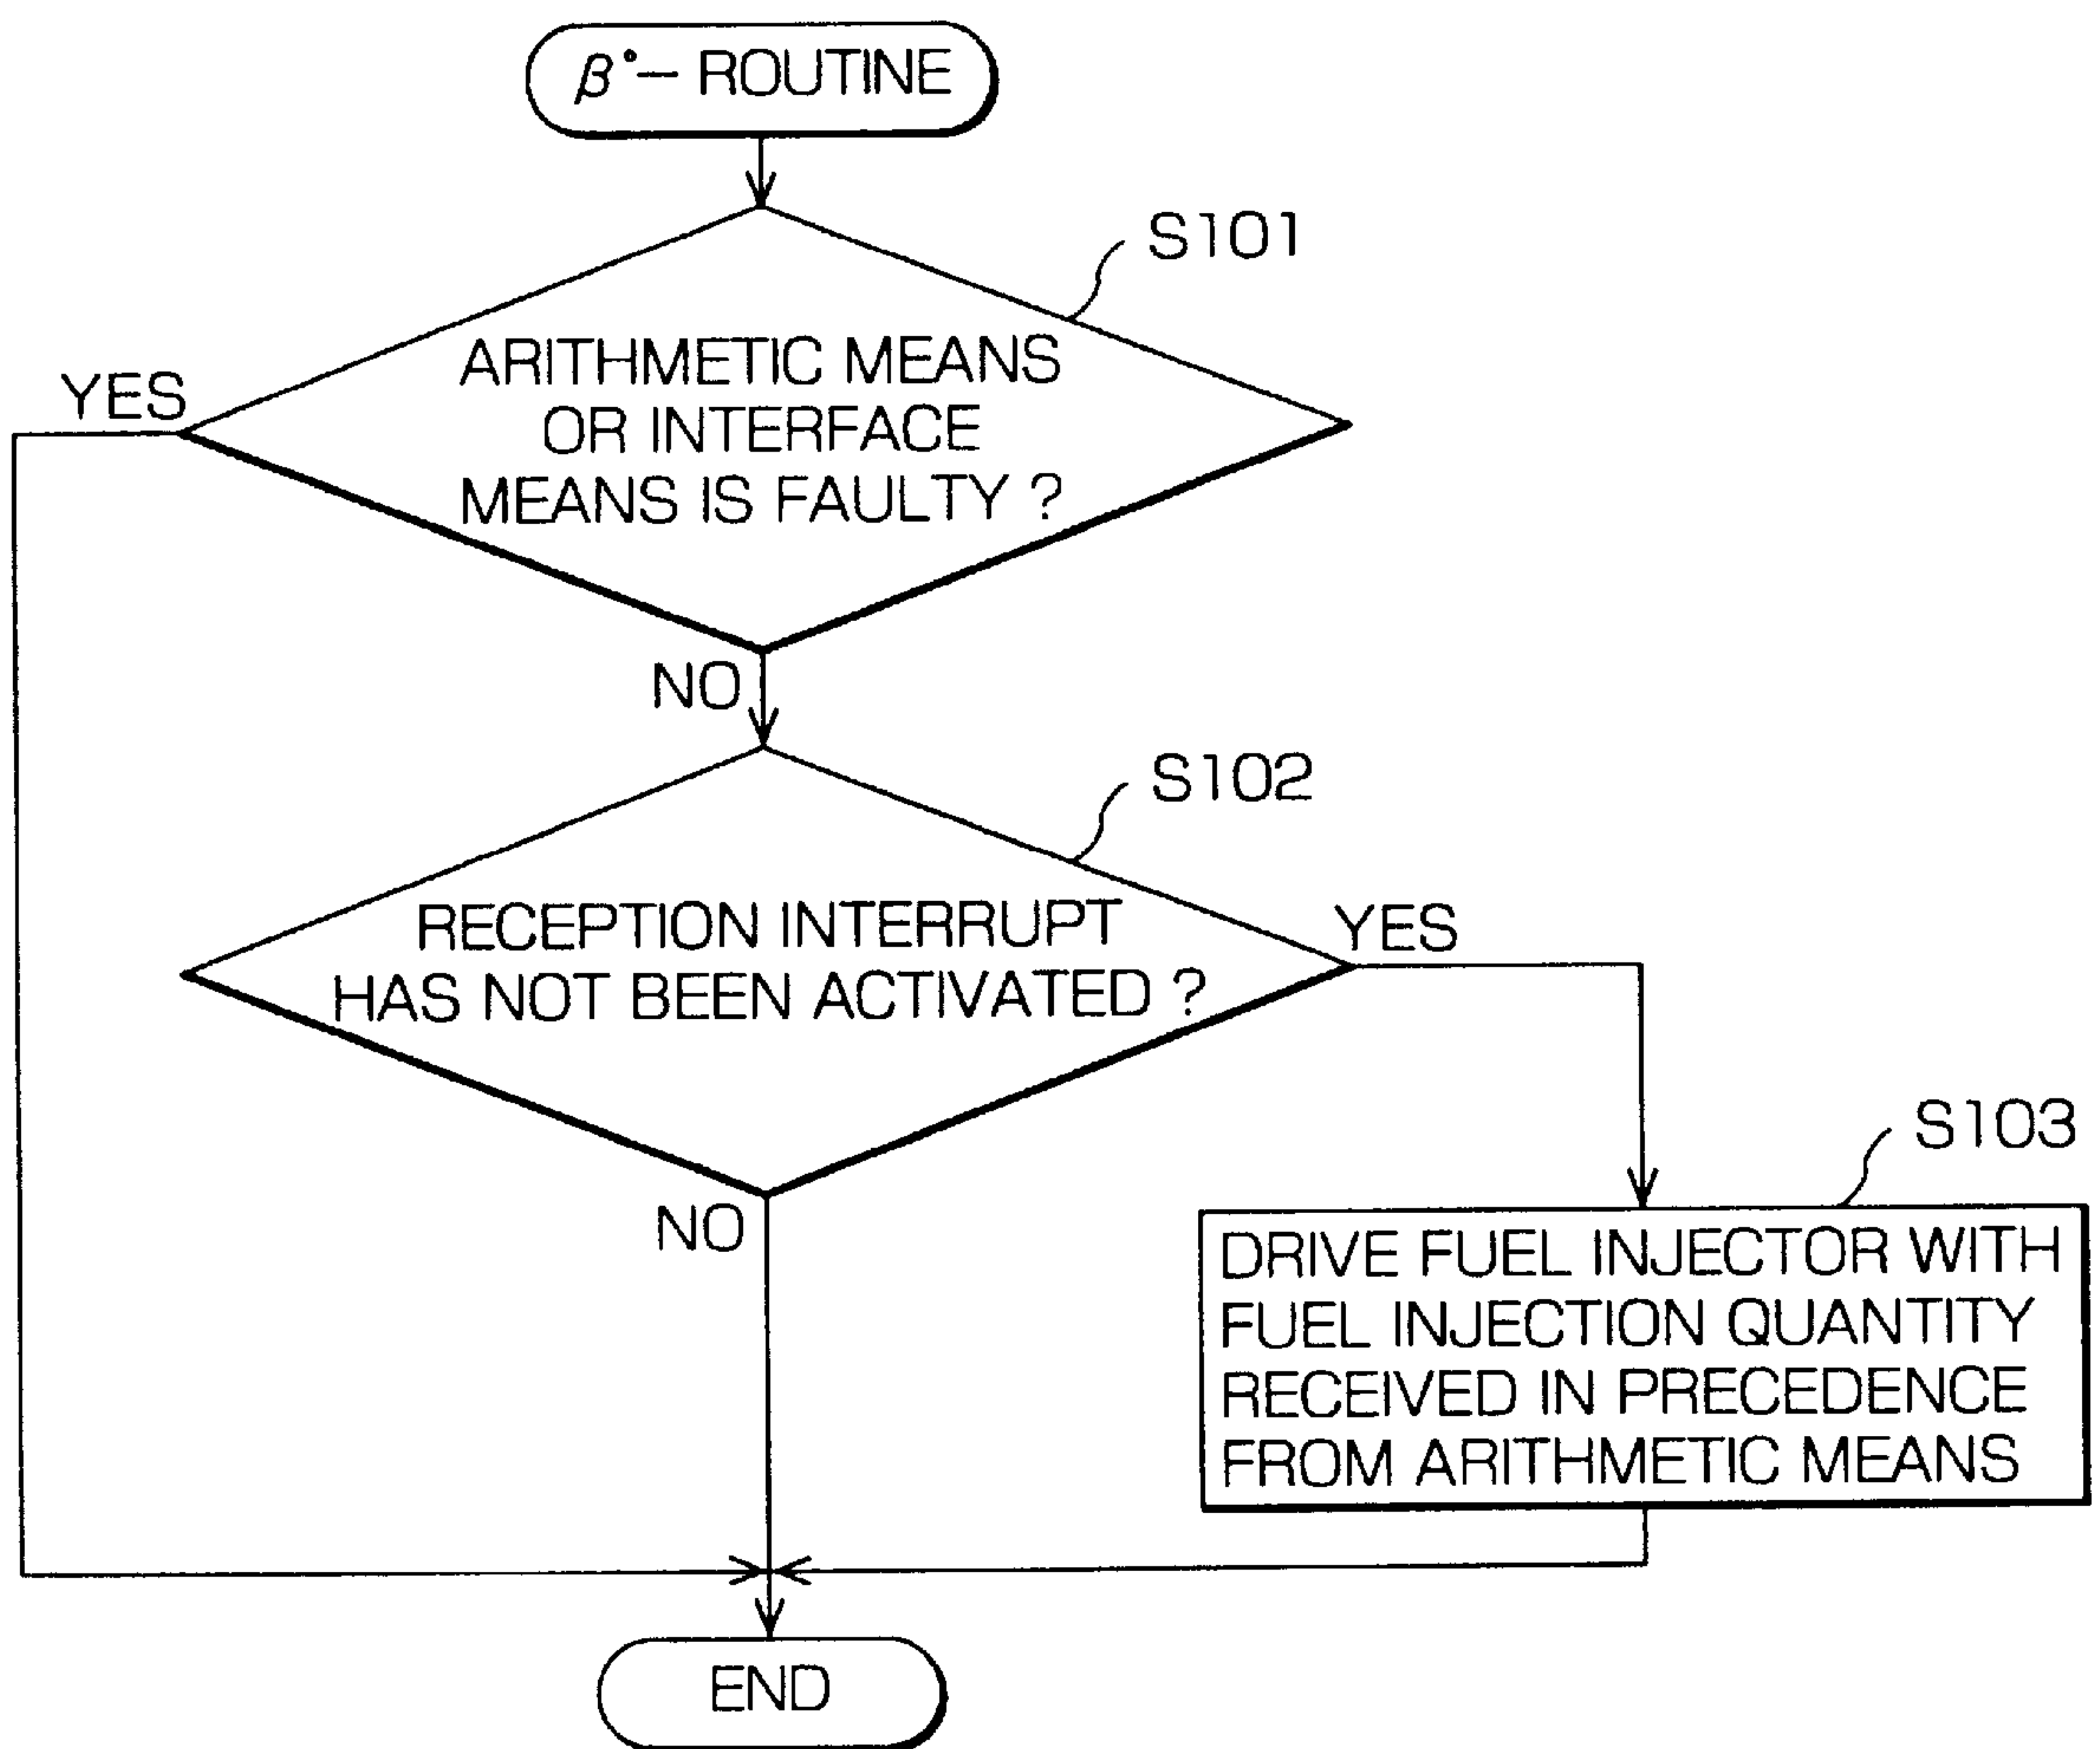 β°— ROUTINE
S101
ARITHMETIC MEANS
OR INTERFACE
MEANS IS FAULTY ?
YES
NO
S102
RECEPTION INTERRUPT
HAS NOT BEEN ACTIVATED ?
YES
NO
S103
DRIVE FUEL INJECTOR WITH
FUEL INJECTION QUANTITY
RECEIVED IN PRECEDENCE
FROM ARITHMETIC MEANS
END